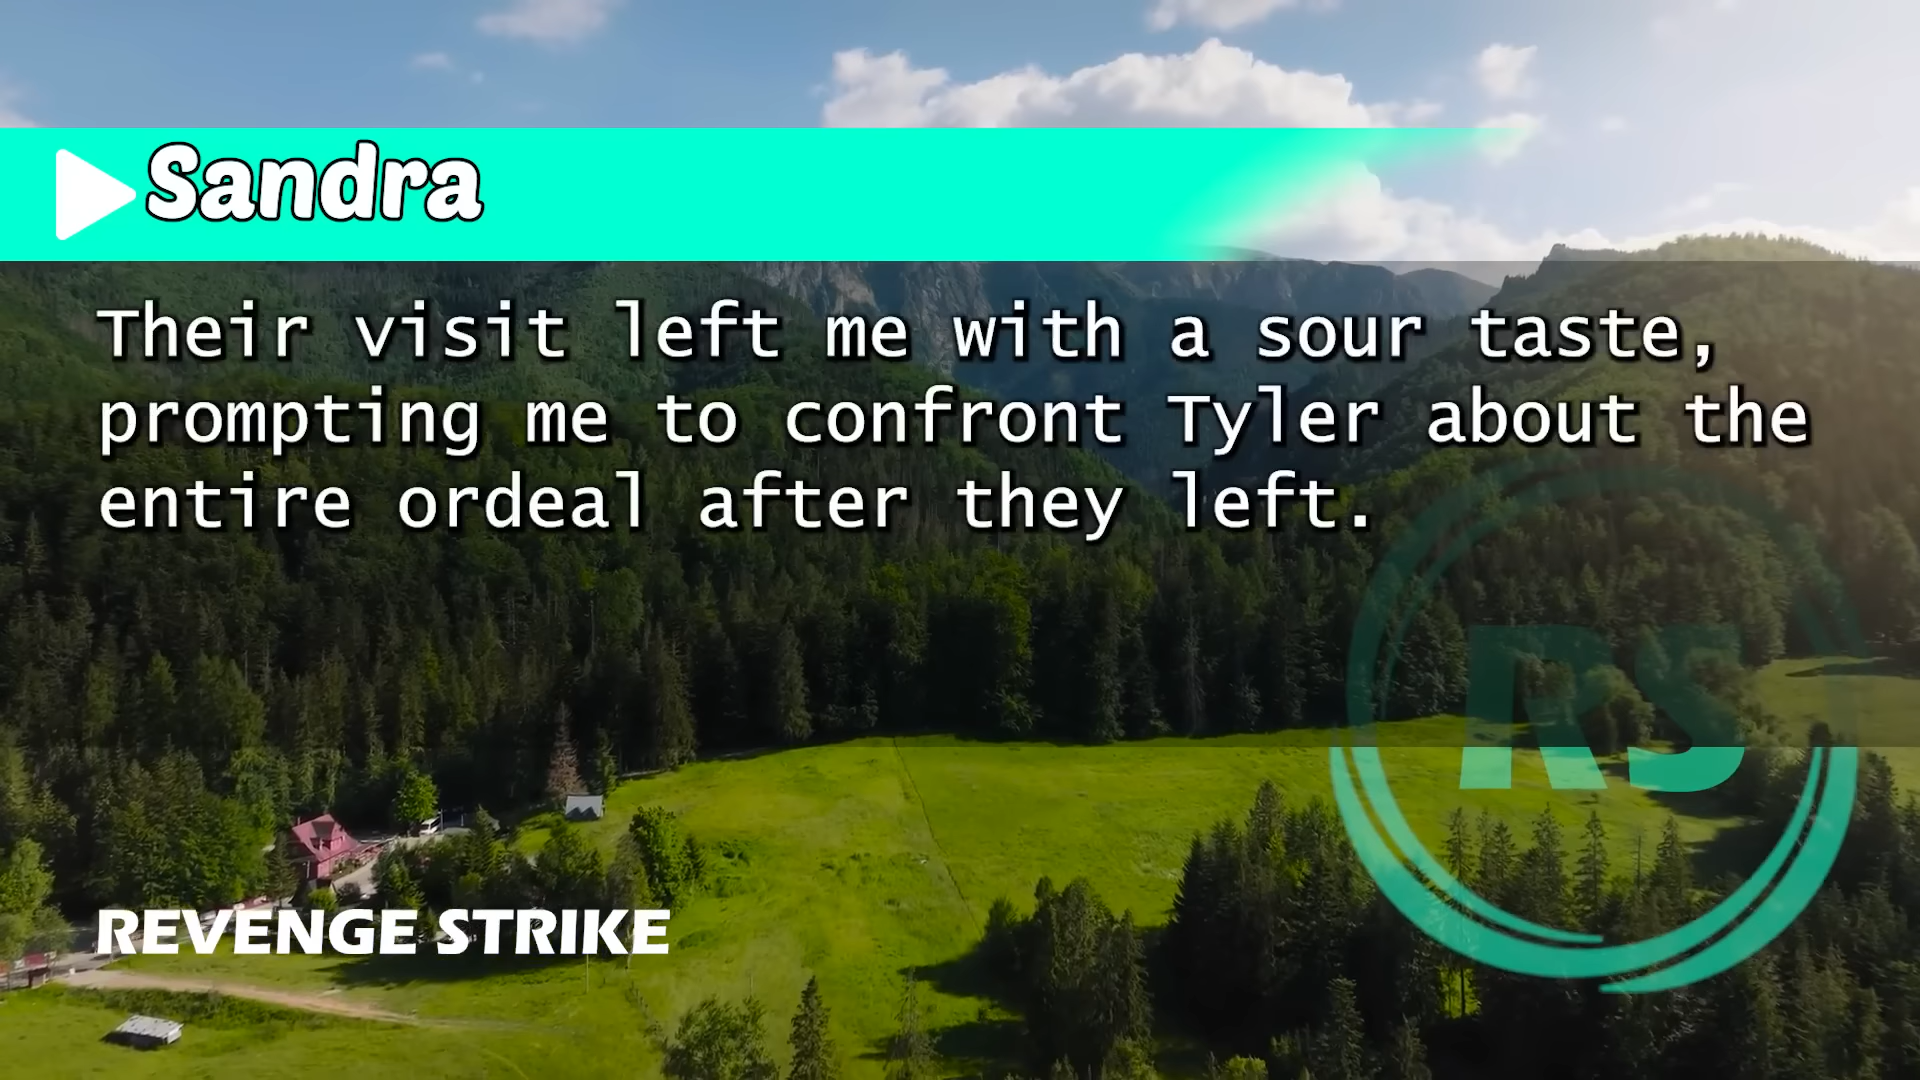 Sandra
Their visit left me with a sour taste,
prompting me to confront Tyler about the
entire ordeal after they left.
RS
REVENGE STRIKE